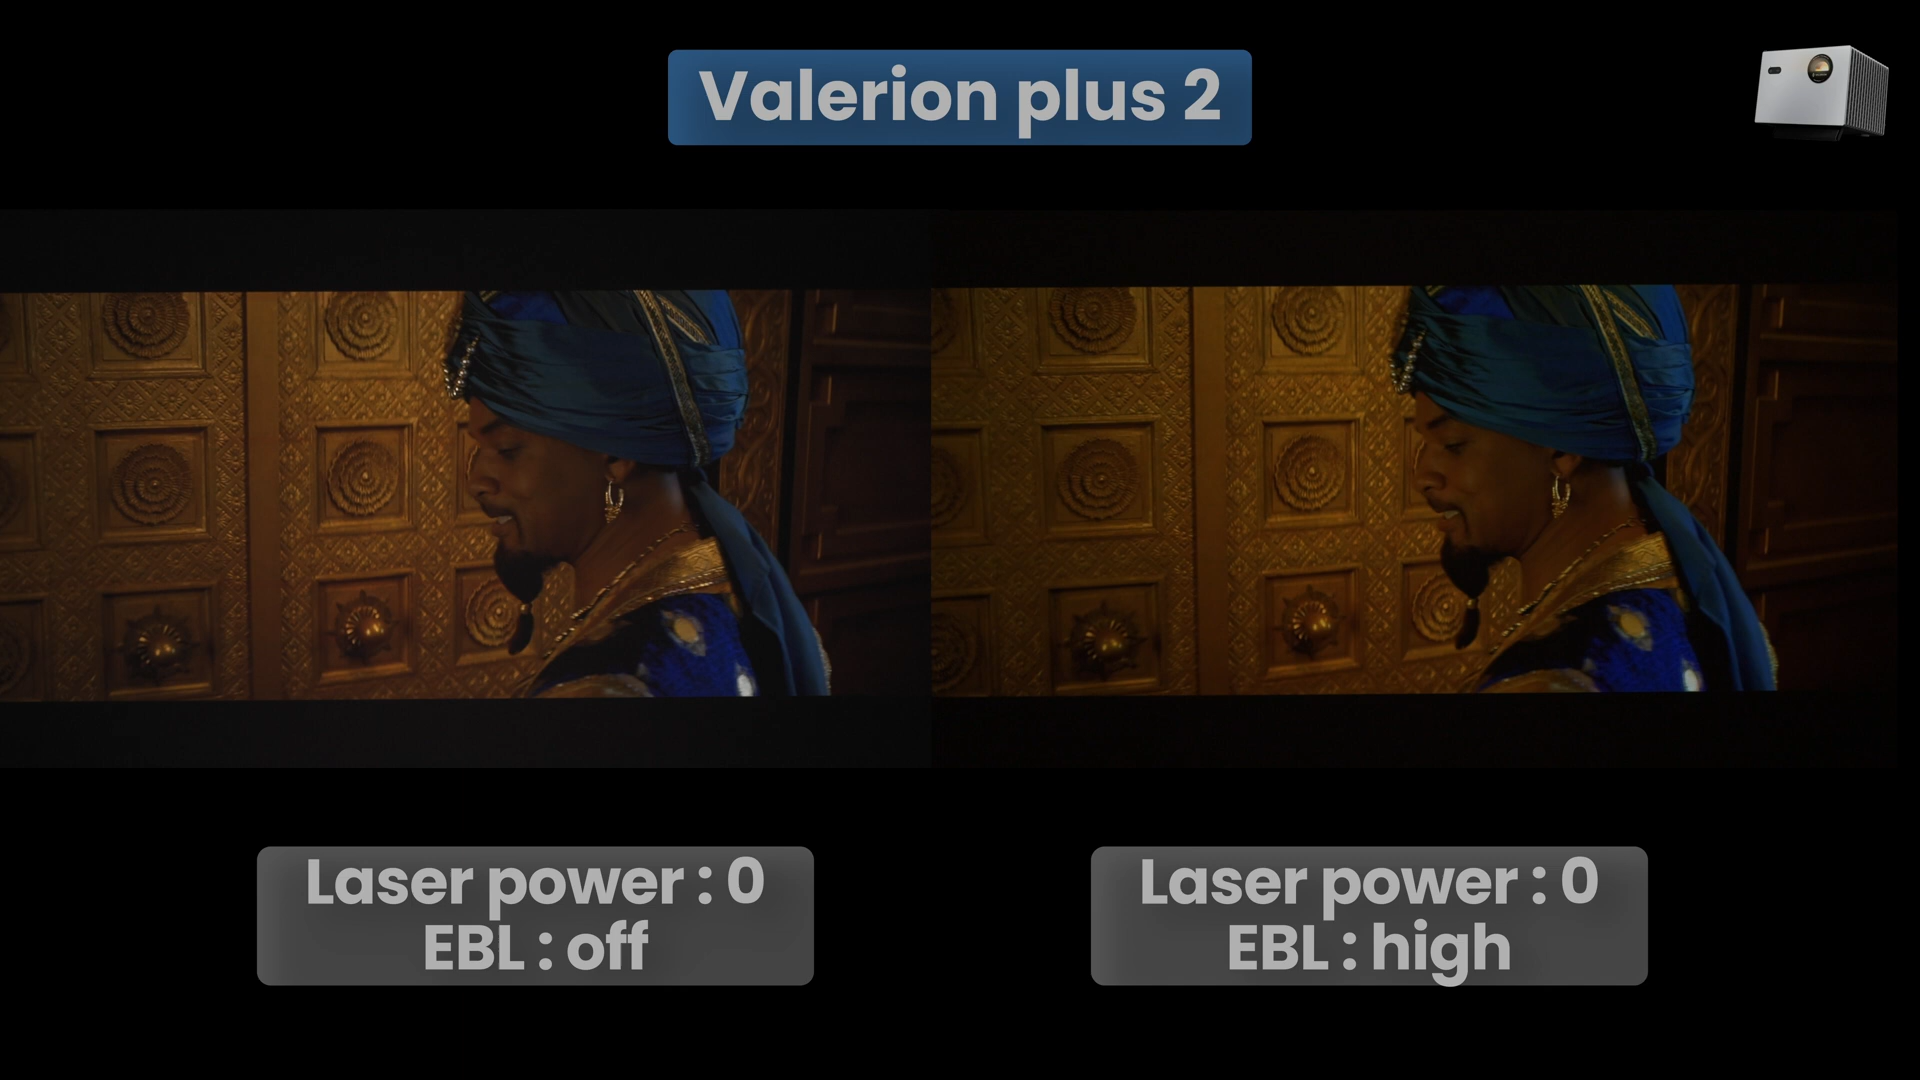 Valerion plus 2
Laser power : 0
EBL : off
Laser power : 0
EBL : high